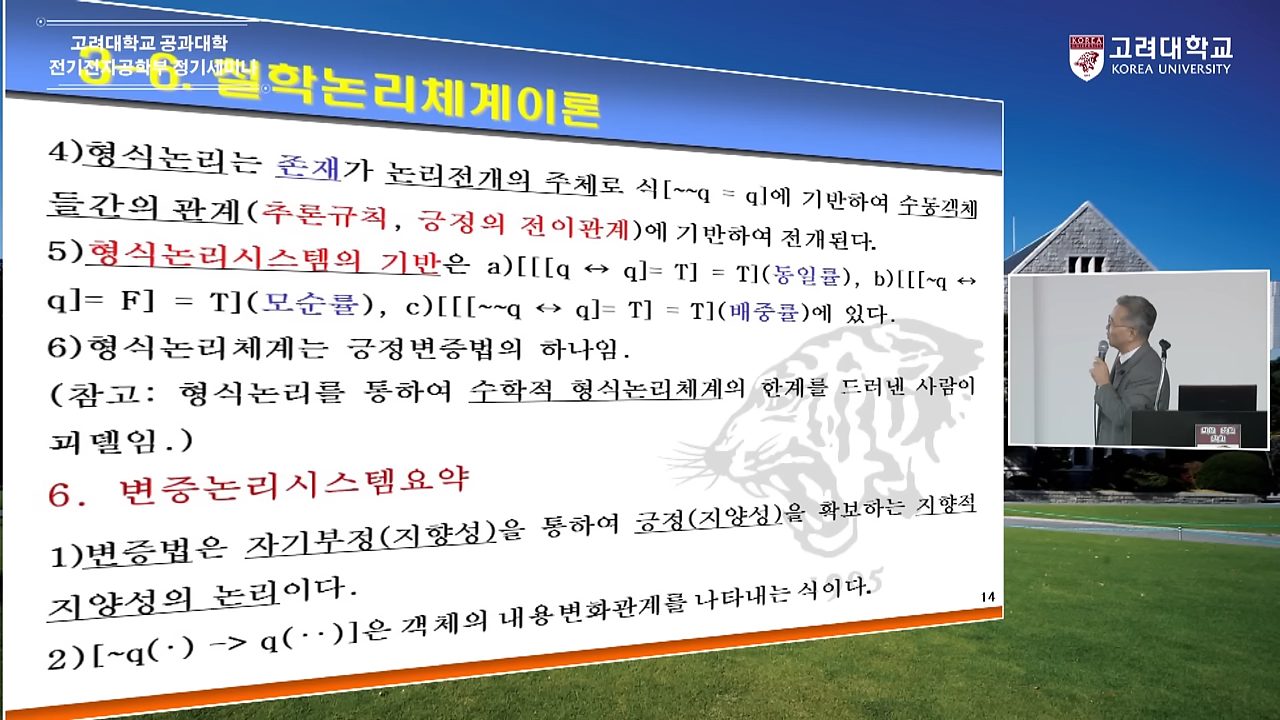 고려대학교 공과대학
전기전자공학부 정기세미나
3-6. 철학논리체계이론
고려대학교
KOREA UNIVERSITY
4)형식논리는 존재가 논리전개의 주체로 식[~~q = q]에 기반하여 수동객체
들간의 관계(추론규칙, 긍정의 전이관계)에 기반하여 전개된다.
5)형식논리시스템의 기반은 a)[[[q ↔ q]= T] = T](동일률), b)[[[~q ↔
q]= F] = T](모순률), c)[[[~~q ↔ q]= T] = T](배중률)에 있다.
6)형식논리체계는 긍정변증법의 하나임.
(참고: 형식논리를 통하여 수학적 형식논리체계의 한계를 드러낸 사람이
괴델임.)
6. 변증논리시스템요약
1)변증법은 자기부정(지향성)을 통하여 긍정(지양성)을 확보하는 지향적
지양성의 논리이다.
2)[~q(·) -> q(··)]은 객체의 내용변화관계를 나타내는 식이다.
1905
14
KOREA